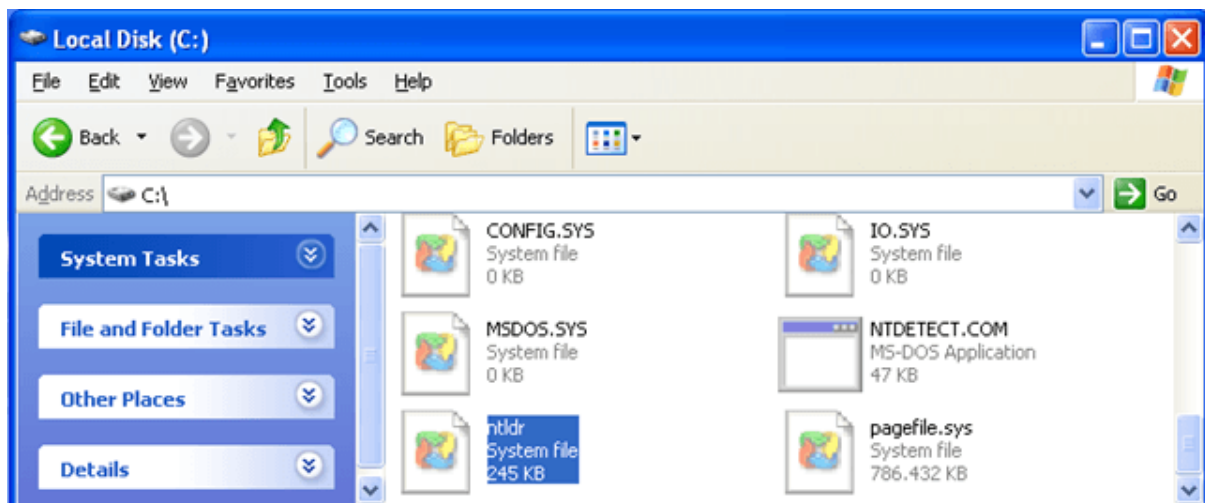 Local Disk (C:)
File Edit View Favorites Tools Help
Back Search Folders
Address C:\ Go
System Tasks
File and Folder Tasks
Other Places
Details
CONFIG.SYS
System file
0 KB
IO.SYS
System file
0 KB
MSDOS.SYS
System file
0 KB
NTDETECT.COM
MS-DOS Application
47 KB
ntldr
System file
245 KB
pagefile.sys
System file
786.432 KB